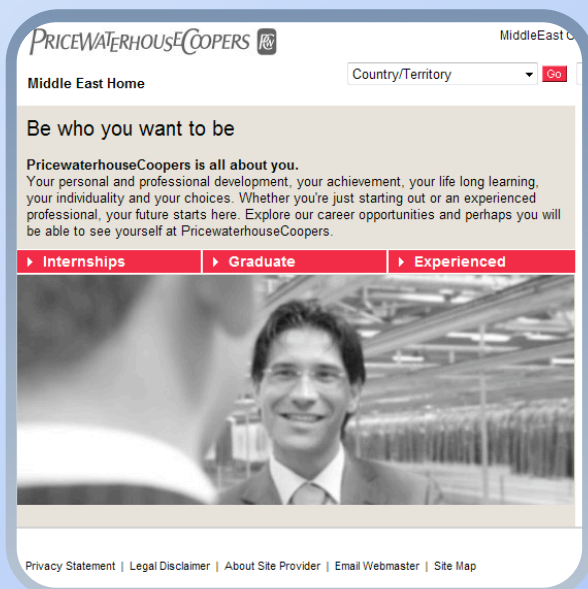 PRICEWATERHOUSECOOPERS pwc
MiddleEast
Middle East Home
Country/Territory Go
Be who you want to be
PricewaterhouseCoopers is all about you.
Your personal and professional development, your achievement, your life long learning,
your individuality and your choices. Whether you're just starting out or an experienced
professional, your future starts here. Explore our career opportunities and perhaps you will
be able to see yourself at PricewaterhouseCoopers.
Internships Graduate Experienced
Privacy Statement | Legal Disclaimer | About Site Provider | Email Webmaster | Site Map